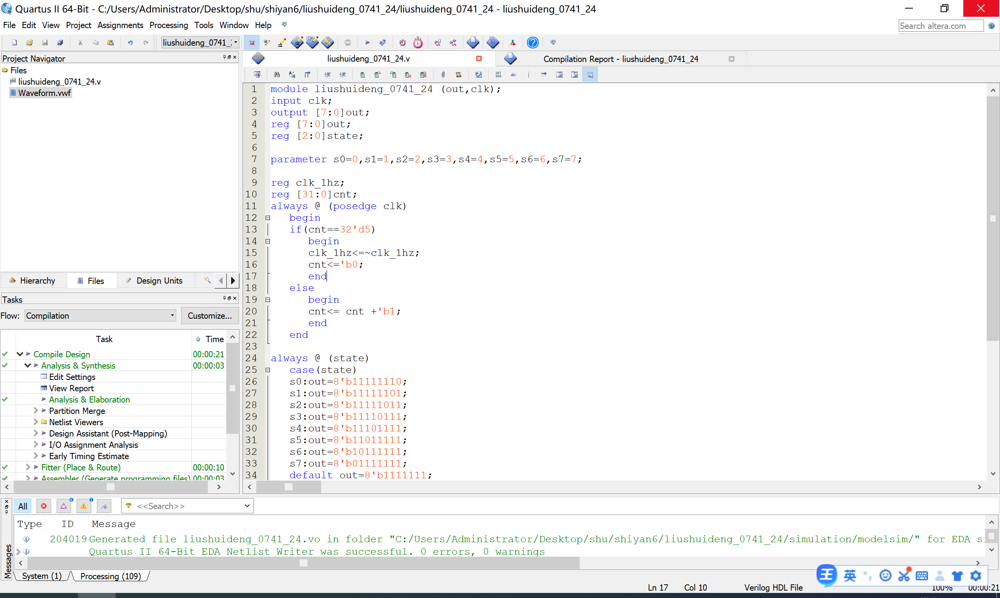 Quartus II 64-Bit - C:/Users/Administrator/Desktop/shu/shiyan6/liushuideng_0741_24/liushuideng_0741_24 - liushuideng_0741_24
File Edit View Project Assignments Processing Tools Window Help
Search altera.com
liushuideng_0741_
Project Navigator
Files
liushuideng_0741_24.v
Waveform.vwf
Hierarchy Files Design Units
Tasks
Flow: Compilation Customize...
Task Time
Compile Design 00:00:21
Analysis & Synthesis 00:00:03
Edit Settings
View Report
Analysis & Elaboration
Partition Merge
Netlist Viewers
Design Assistant (Post-Mapping)
I/O Assignment Analysis
Early Timing Estimate
Fitter (Place & Route) 00:00:10
Assembler (Generate programming files) 00:00:03
liushuideng_0741_24.v
Compilation Report - liushuideng_0741_24
267
268
ab/
1 module liushuideng_0741_24 (out,clk);
2 input clk;
3 output [7:0]out;
4 reg [7:0]out;
5 reg [2:0]state;
6
7 parameter s0=0,s1=1,s2=2,s3=3,s4=4,s5=5,s6=6,s7=7;
8
9 reg clk_1hz;
10 reg [31:0]cnt;
11 always @ (posedge clk)
12 begin
13 if(cnt==32'd5)
14 begin
15 clk_1hz<=~clk_1hz;
16 cnt<='b0;
17 end
18 else
19 begin
20 cnt<= cnt +'b1;
21 end
22 end
23
24 always @ (state)
25 case(state)
26 s0:out=8'b11111110;
27 s1:out=8'b11111101;
28 s2:out=8'b11111011;
29 s3:out=8'b11110111;
30 s4:out=8'b11101111;
31 s5:out=8'b11011111;
32 s6:out=8'b10111111;
33 s7:out=8'b01111111;
34 default out=8'b1111111;
All
6
1
<<Search>>
Type ID Message
204019 Generated file liushuideng_0741_24.vo in folder "C:/Users/Administrator/Desktop/shu/shiyan6/liushuideng_0741_24/simulation/modelsim/" for EDA si
Quartus II 64-Bit EDA Netlist Writer was successful. 0 errors, 0 warnings
Messages
System (1) Processing (109)
王 英
Ln 17 Col 10 Verilog HDL File 100% 00:00:21